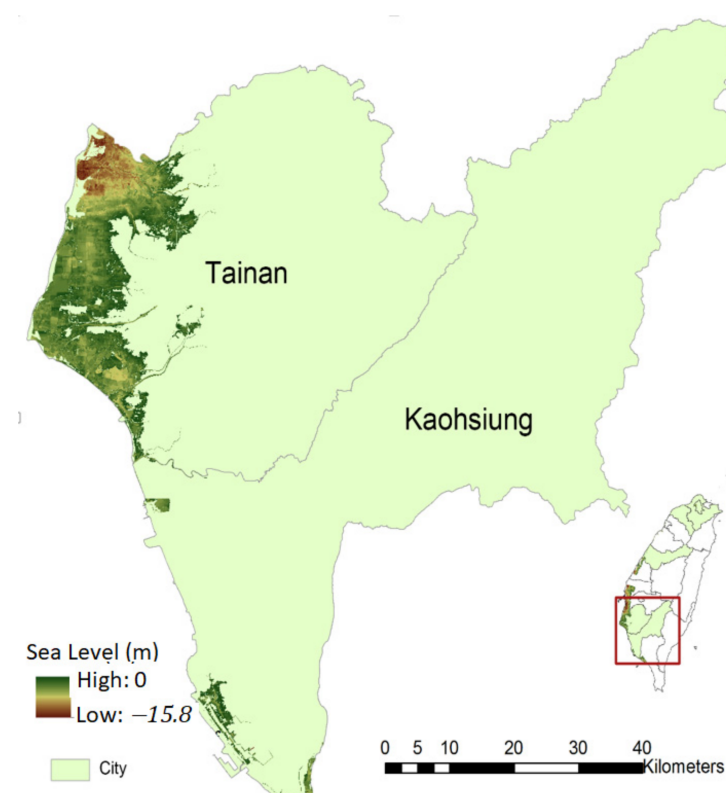 Tainan
Kaohsiung
Sea Level (m)
High: 0
Low: −15.8
City
0 5 10 20 30 40
Kilometers